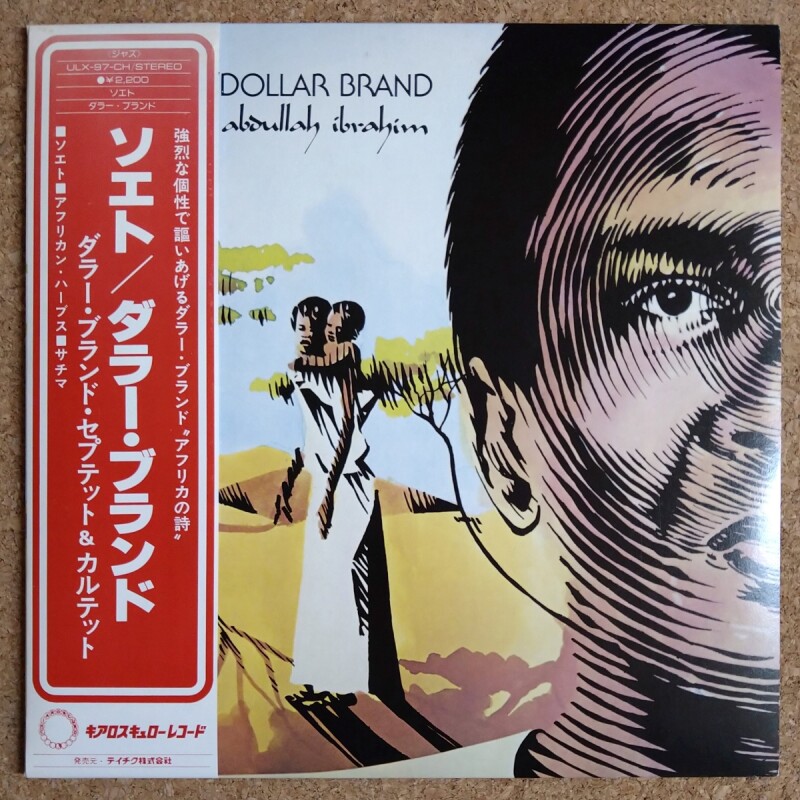 《ジャズ》
ULX-97-CH/STEREO
●¥2,200
ソエト
ダラー・ブランド
強烈な個性で謳いあげるダラー・ブランド“アフリカの詩”
ソエト/ダラー・ブランド
ダラー・ブランド・セプテット&カルテット
■ソエト■アフリカン・ハーブス■サチマ
キアロスキュローレコード
発売元・テイチク株式会社
DOLLAR BRAND
abdullah ibrahim